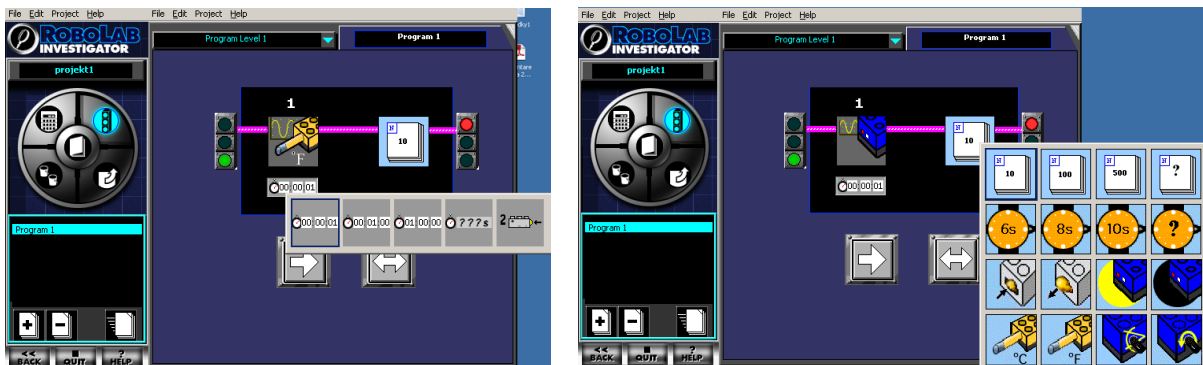 File Edit Project Help File Edit Project Help
ROBOLAB
INVESTIGATOR
Program Level 1
Program 1
projekt1
1
N
10
°F
00:00:01
00:00:01 00:01:00 01:00:00 ???s 2
Program 1
<<
BACK
QUIT
?
HELP
File Edit Project Help File Edit Project Help
ROBOLAB
INVESTIGATOR
Program Level 1
Program 1
projekt1
1
N
10
00:00:01
N N N N
10 100 500 ?
6s 8s 10s ?
°C °F
Program 1
<<
BACK
QUIT
?
HELP